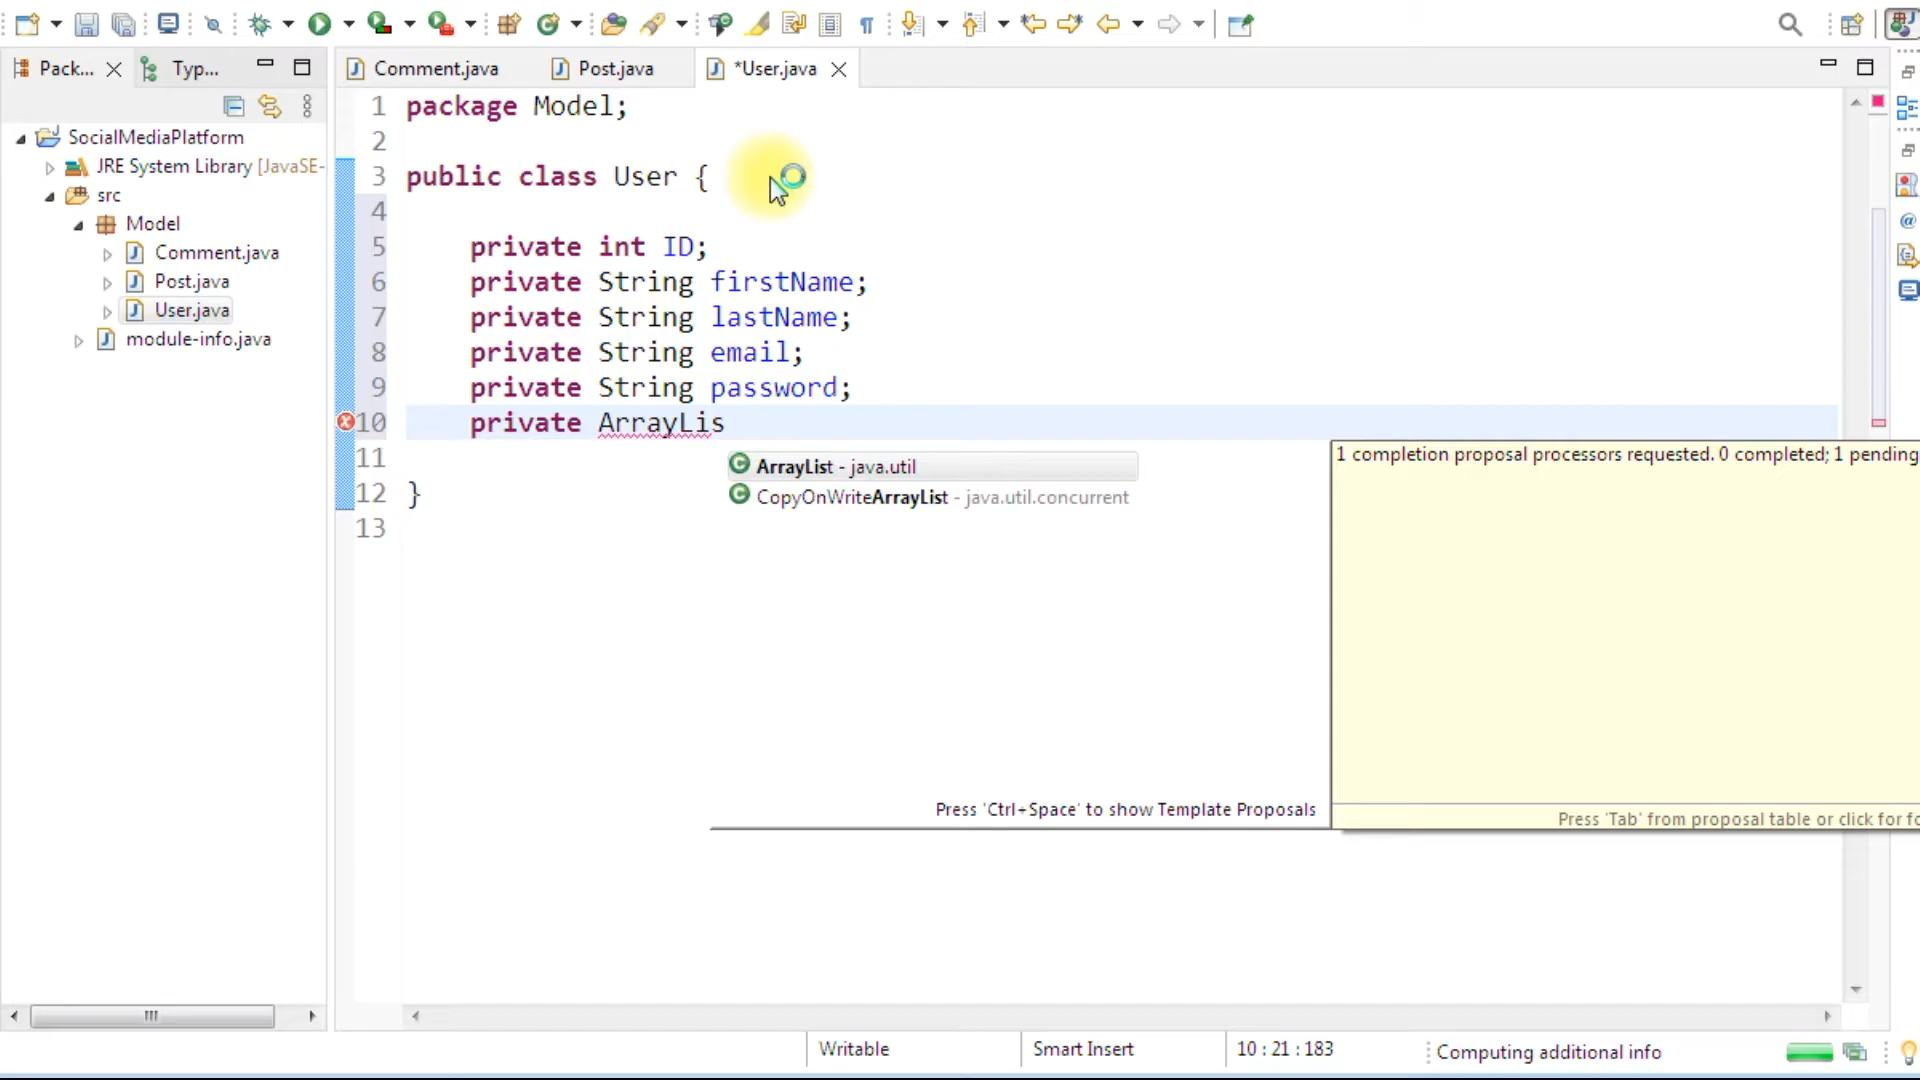 Pack...
Typ...
Comment.java
Post.java
*User.java
SocialMediaPlatform
JRE System Library [JavaSE-
src
Model
Comment.java
Post.java
User.java
module-info.java
1 package Model;
2
3 public class User {
4
5 private int ID;
6 private String firstName;
7 private String lastName;
8 private String email;
9 private String password;
10 private ArrayLis
11
12 }
13
ArrayList - java.util
CopyOnWriteArrayList - java.util.concurrent
Press 'Ctrl+Space' to show Template Proposals
1 completion proposal processors requested. 0 completed; 1 pending
Press 'Tab' from proposal table or click for fo
Writable
Smart Insert
10 : 21 : 183
Computing additional info